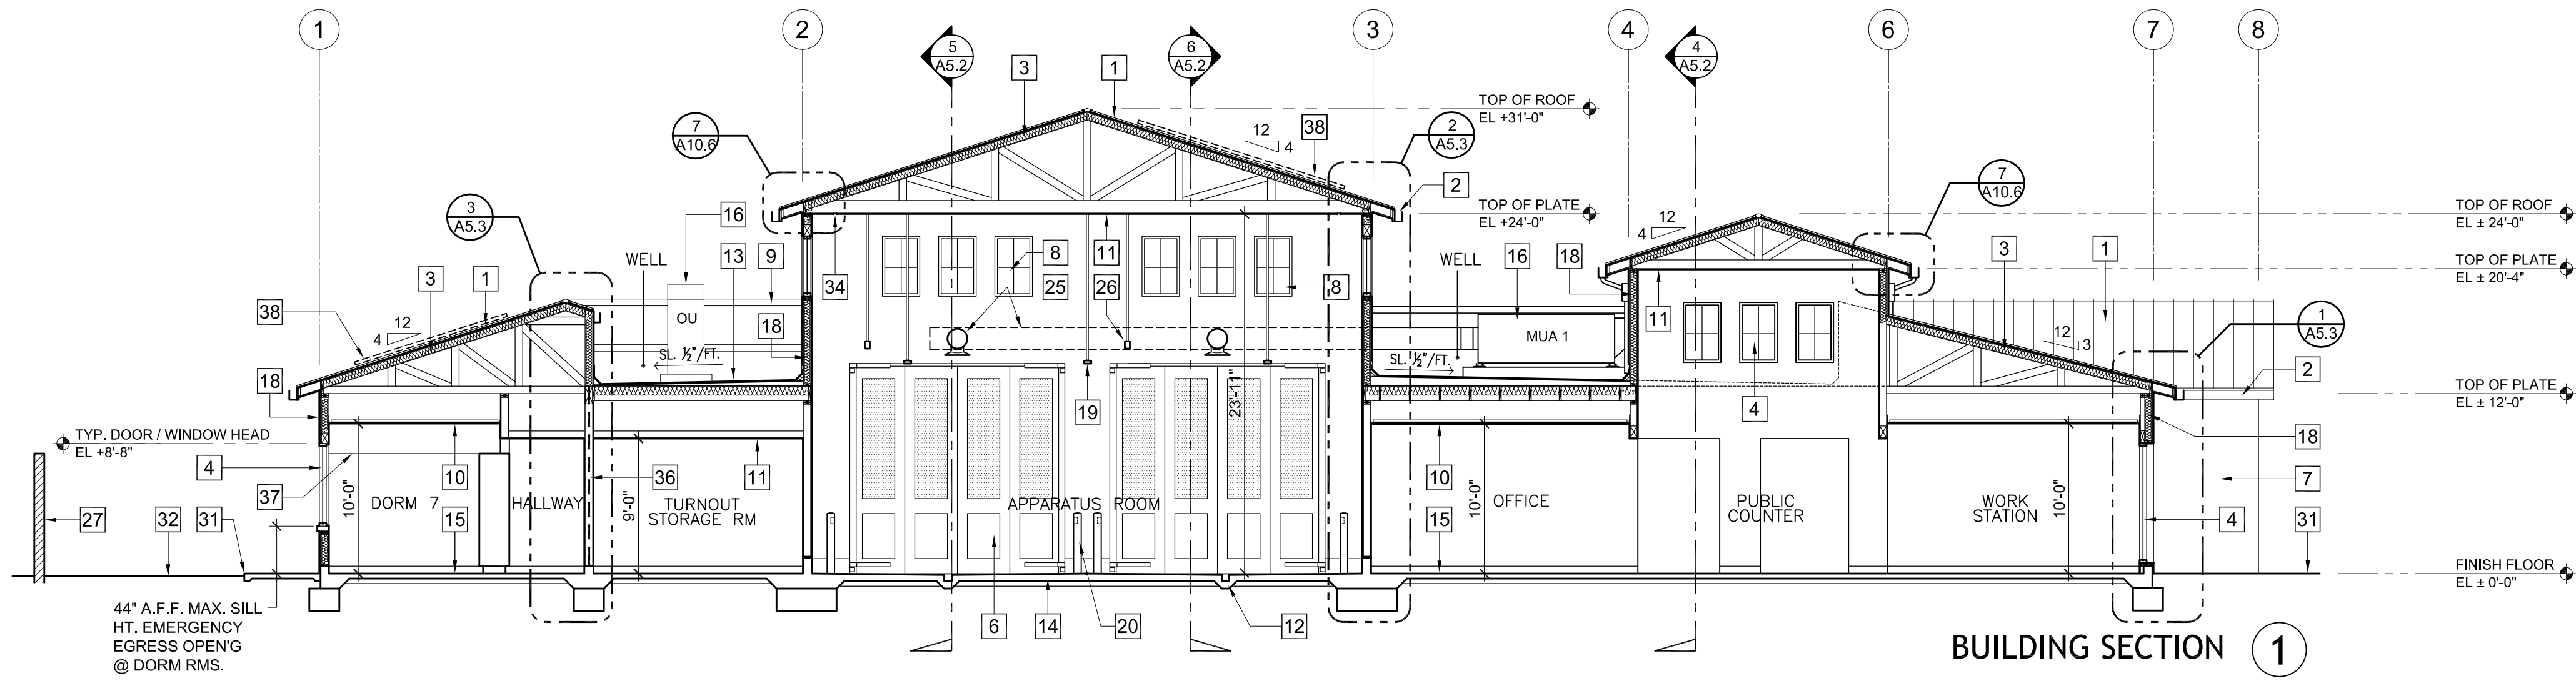 1
2
3
4
6
7
8
5
A5.2
6
A5.2
4
A5.2
3
1
TOP OF ROOF
EL +31'-0"
7
A10.6
12
4
38
2
A5.3
2
7
A10.6
3
A5.3
16
TOP OF PLATE
EL +24'-0"
12
4
TOP OF ROOF
EL ± 24'-0"
3
1
WELL
13
9
8
11
25
26
34
8
WELL
16
18
11
3
1
TOP OF PLATE
EL ± 20'-4"
38
12
4
OU
18
MUA 1
4
12
3
1
A5.3
SL. ½"/FT.
SL. ½"/FT.
2
18
19
23'-11"
TOP OF PLATE
EL ± 12'-0"
TYP. DOOR / WINDOW HEAD
EL +8'-8"
18
4
37
10
36
11
10
7
27
32
31
10'-0"
DORM 7
15
HALLWAY
9'-0"
TURNOUT
STORAGE RM
APPARATUS ROOM
15
10'-0"
OFFICE
PUBLIC
COUNTER
WORK
STATION
10'-0"
4
31
FINISH FLOOR
EL ± 0'-0"
44" A.F.F. MAX. SILL
HT. EMERGENCY
EGRESS OPEN'G
@ DORM RMS.
6
14
20
12
BUILDING SECTION
1